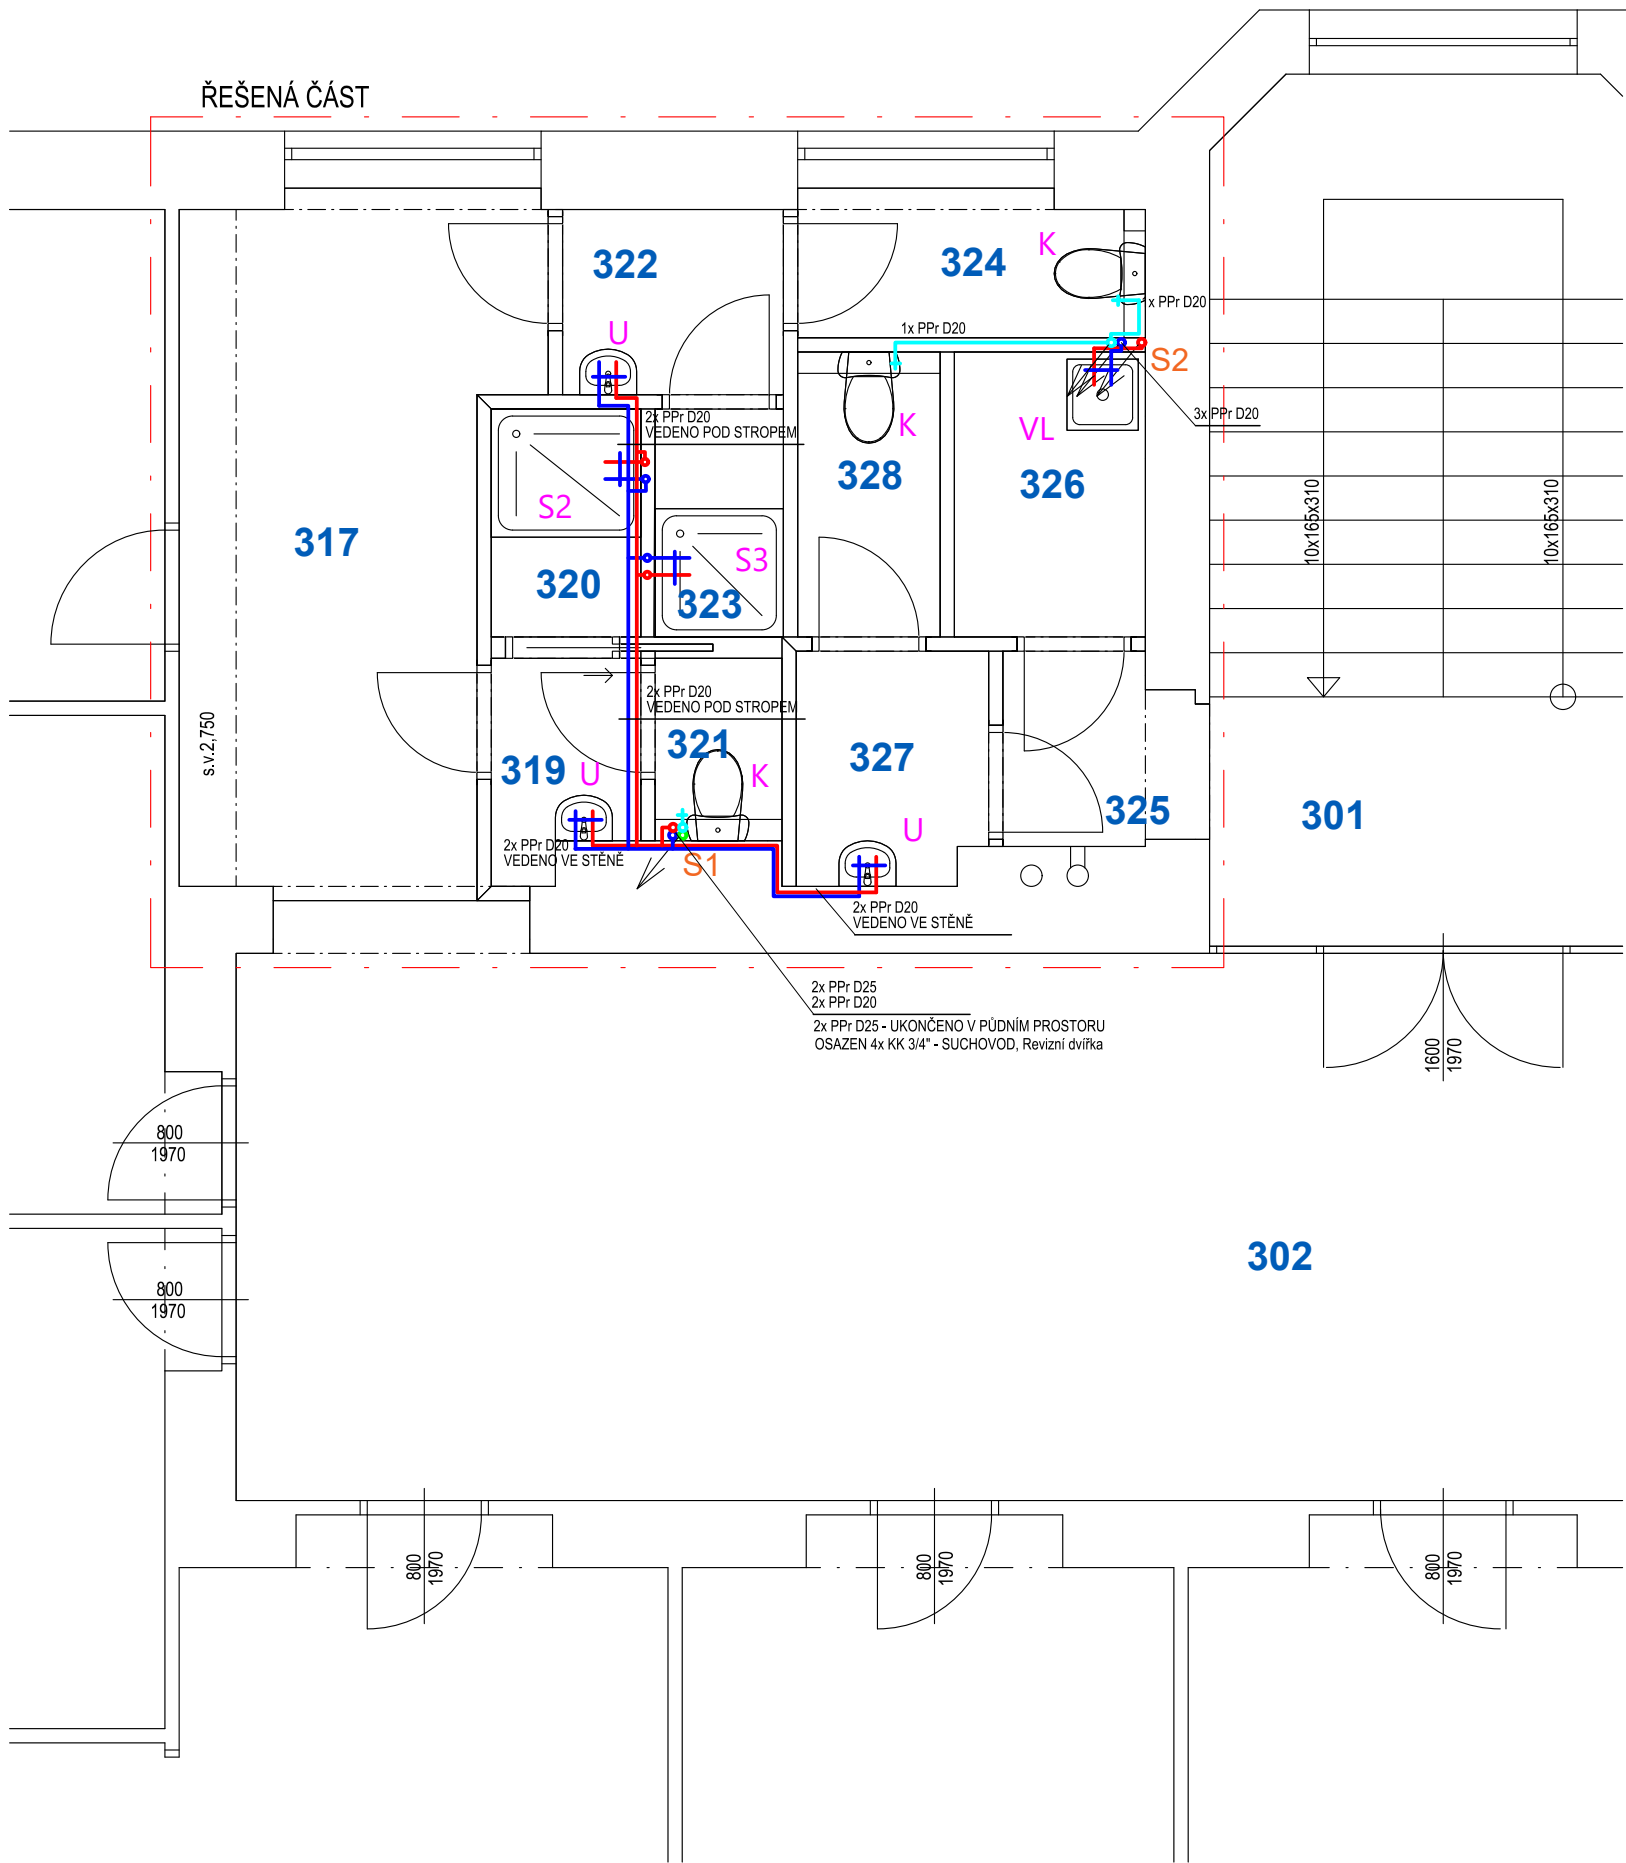 ŘEŠENÁ ČÁST
322
324
K
x PPr D20
U
1x PPr D20
S2
2x PPr D20
VEDENO POD STROPEM
K
VL
3x PPr D20
328
326
S2
10x165x310
10x165x310
317
S3
320
323
2x PPr D20
VEDENO POD STROPEM
s.v.2,750
321
327
319
U
K
325
301
U
2x PPr D20
VEDENO VE STĚNĚ
S1
2x PPr D20
VEDENO VE STĚNĚ
2x PPr D25
2x PPr D20
2x PPr D25 - UKONČENO V PŮDNÍM PROSTORU
OSAZEN 4x KK 3/4" - SUCHOVOD, Revizní dvířka
1600
1970
800
1970
302
800
1970
800
1970
800
1970
800
1970